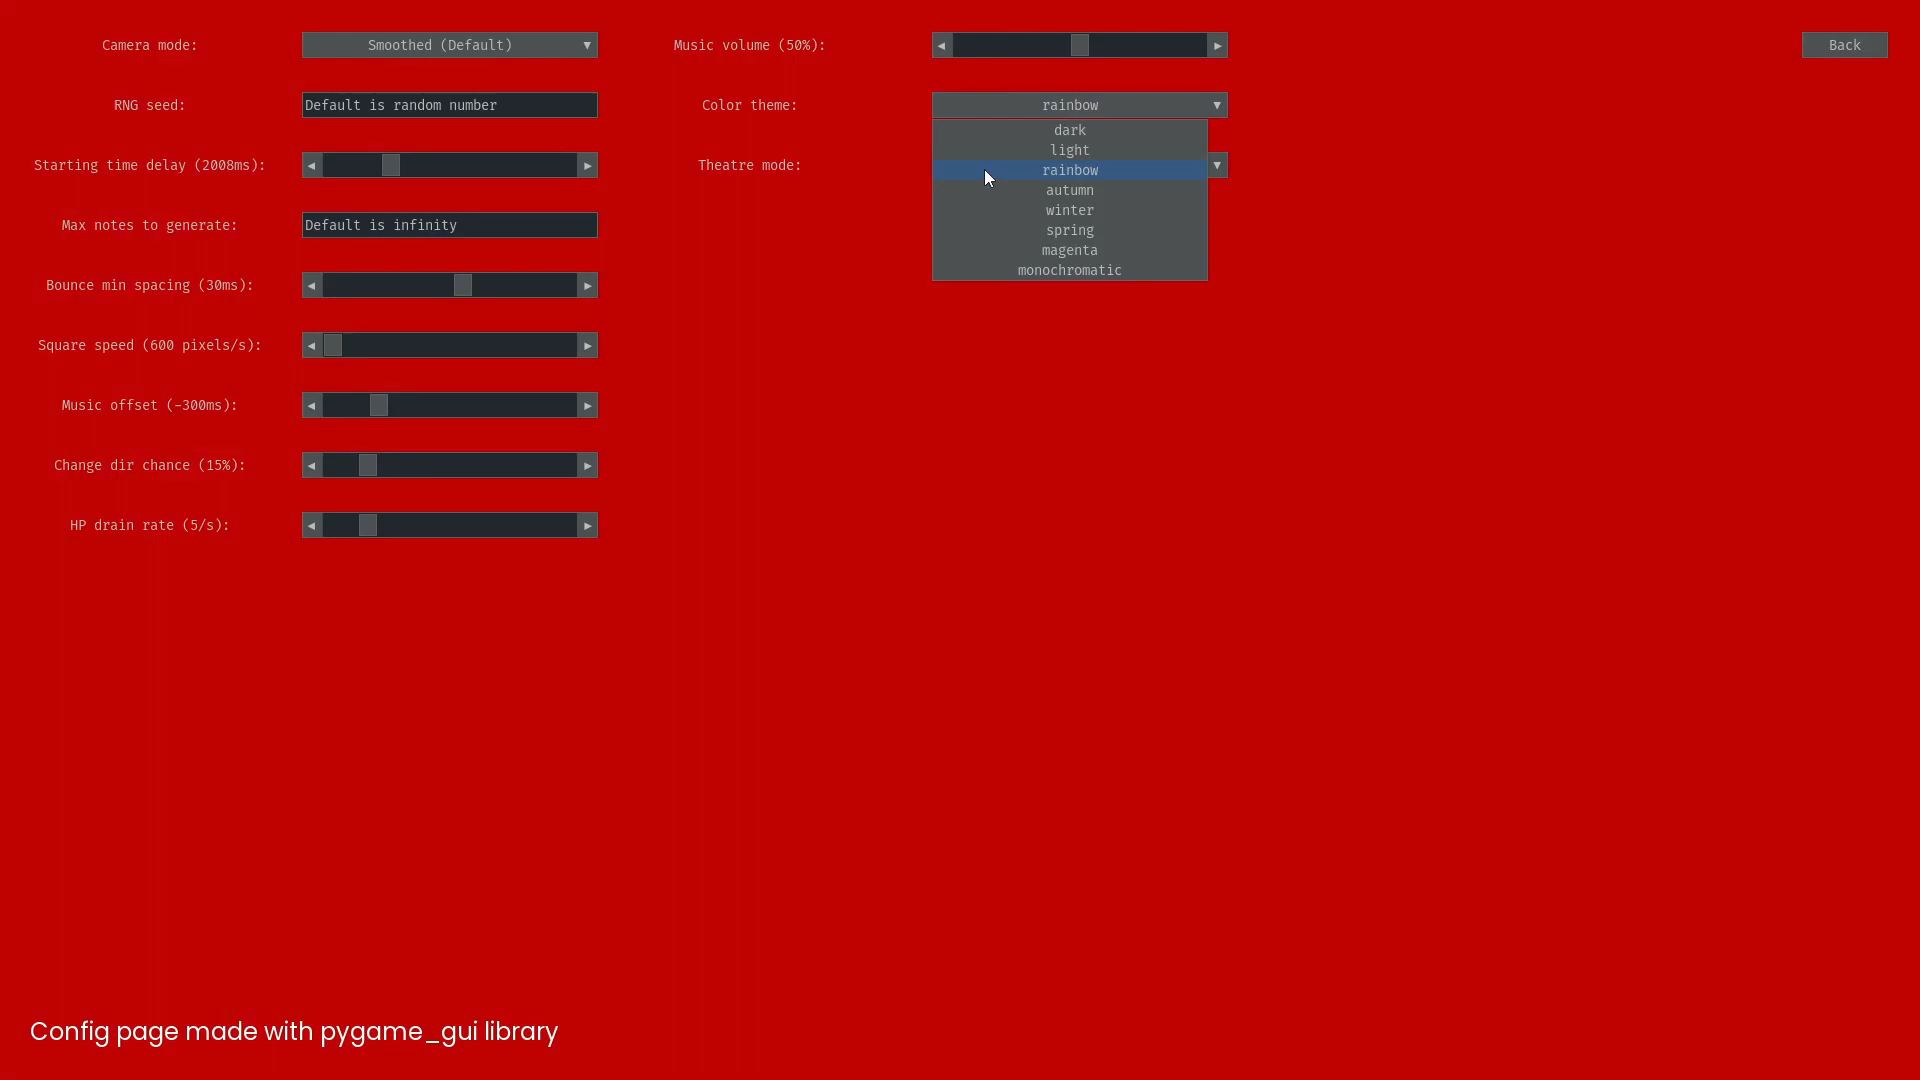 Camera mode: Smoothed (Default) ▼
RNG seed: Default is random number
Starting time delay (2008ms):
Max notes to generate: Default is infinity
Bounce min spacing (30ms):
Square speed (600 pixels/s):
Music offset (-300ms):
Change dir chance (15%):
HP drain rate (5/s):
Music volume (50%):
Color theme: rainbow ▼
dark
light
rainbow
autumn
winter
spring
magenta
monochromatic
Theatre mode: ▼
Back
Config page made with pygame_gui library